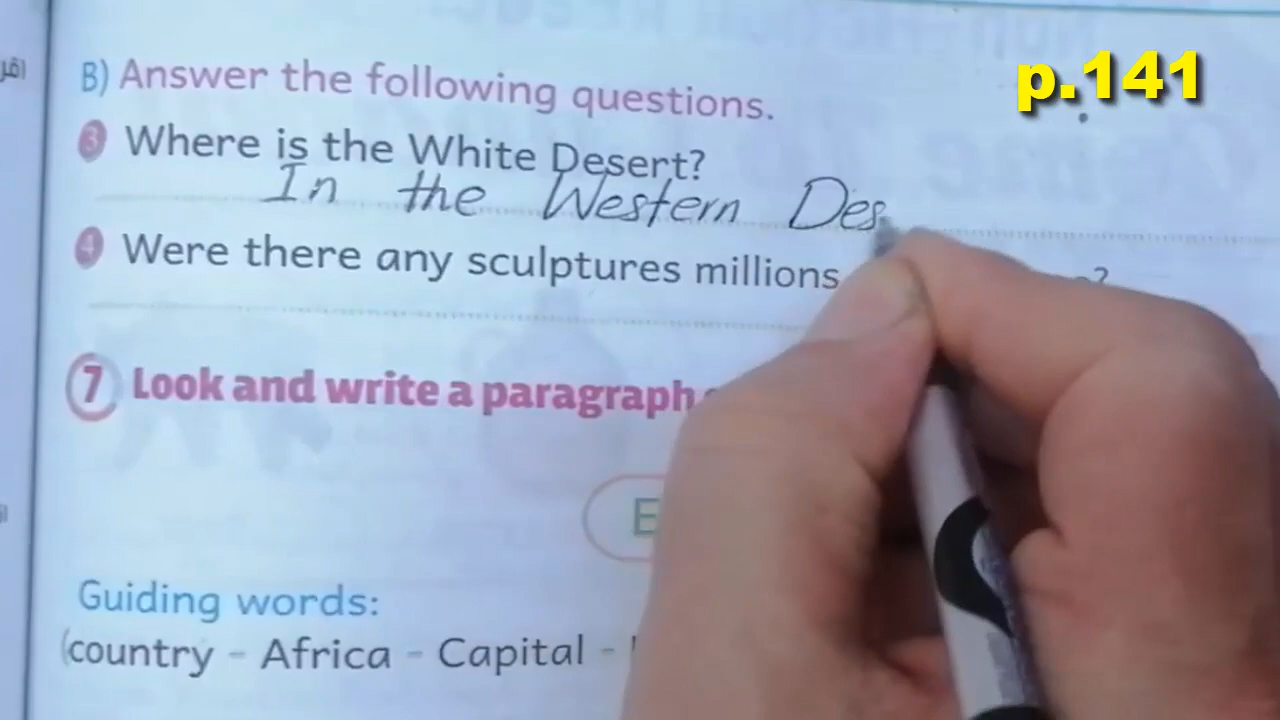 p.141
B) Answer the following questions.
3 Where is the White Desert?
In the Western Des
4 Were there any sculptures millions
7 Look and write a paragraph
E
Guiding words:
(country - Africa - Capital -